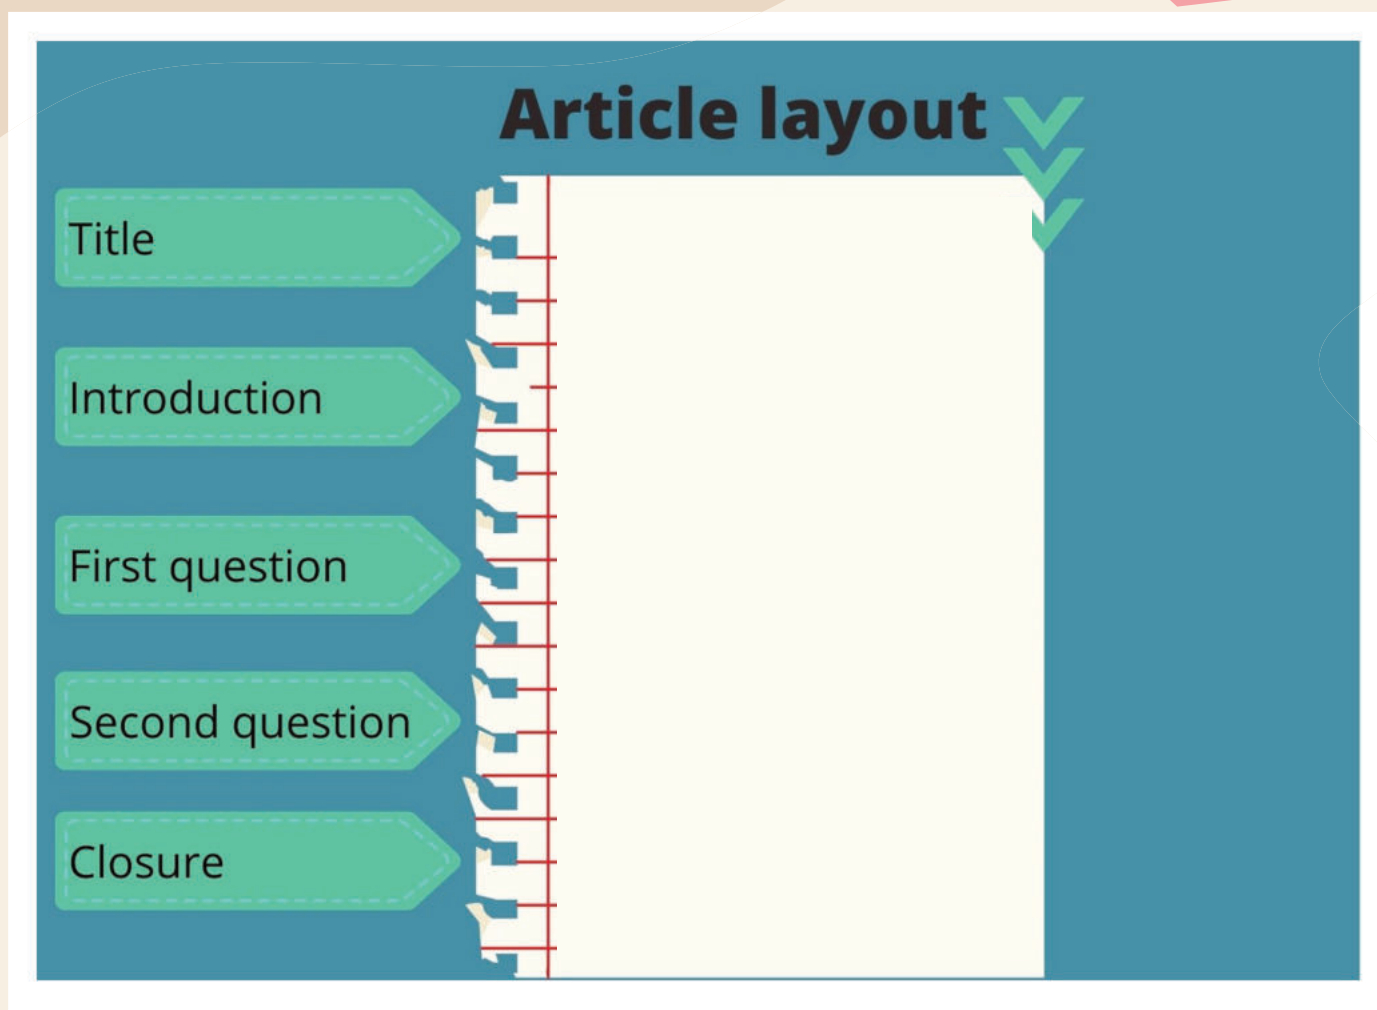 Article layout
Title
Introduction
First question
Second question
Closure